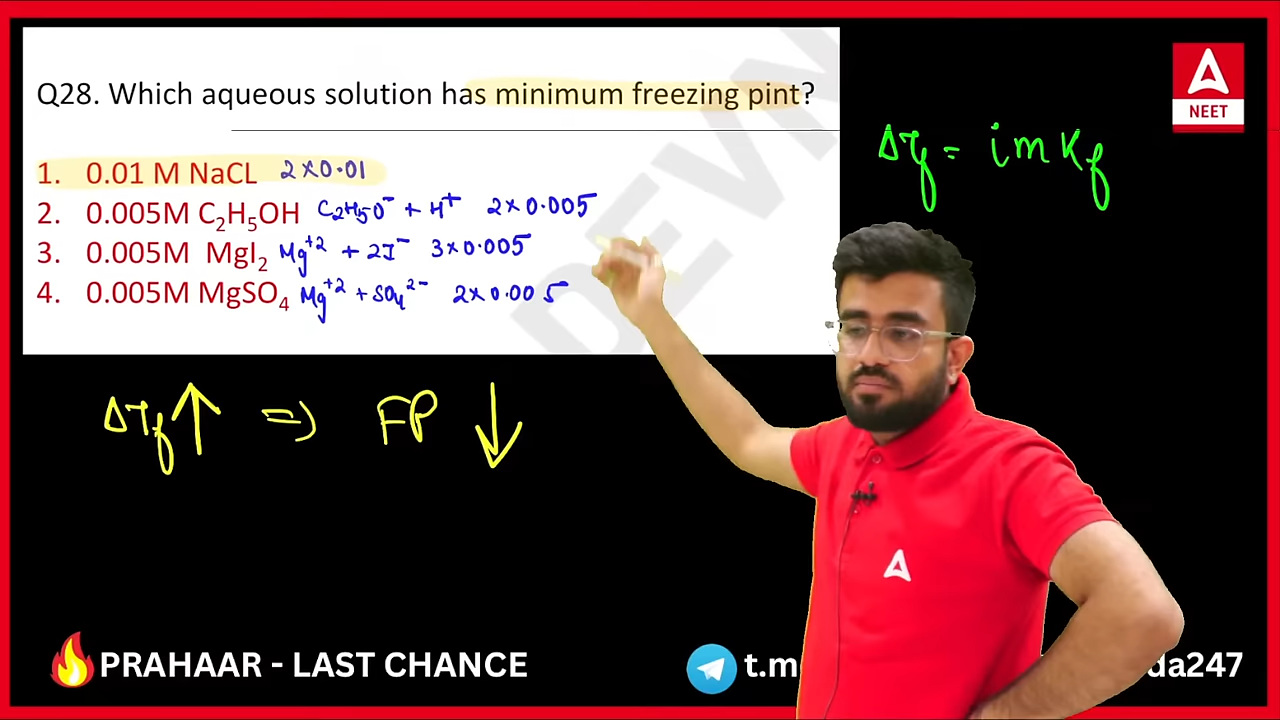 Q28. Which aqueous solution has minimum freezing pint?
1. 0.01 M NaCL 2×0.01
2. 0.005M C₂H₅OH C₂H₅O⁻ + H⁺ 2×0.005
3. 0.005M MgI₂ Mg⁺² + 2I⁻ 3×0.005
4. 0.005M MgSO₄ Mg⁺² + SO₄²⁻ 2×0.005
ΔTf = i m Kf
A
NEET
DEVN
ΔTf ↑ ⇒ FP ↓
A
PRAHAAR - LAST CHANCE
t.m
da247